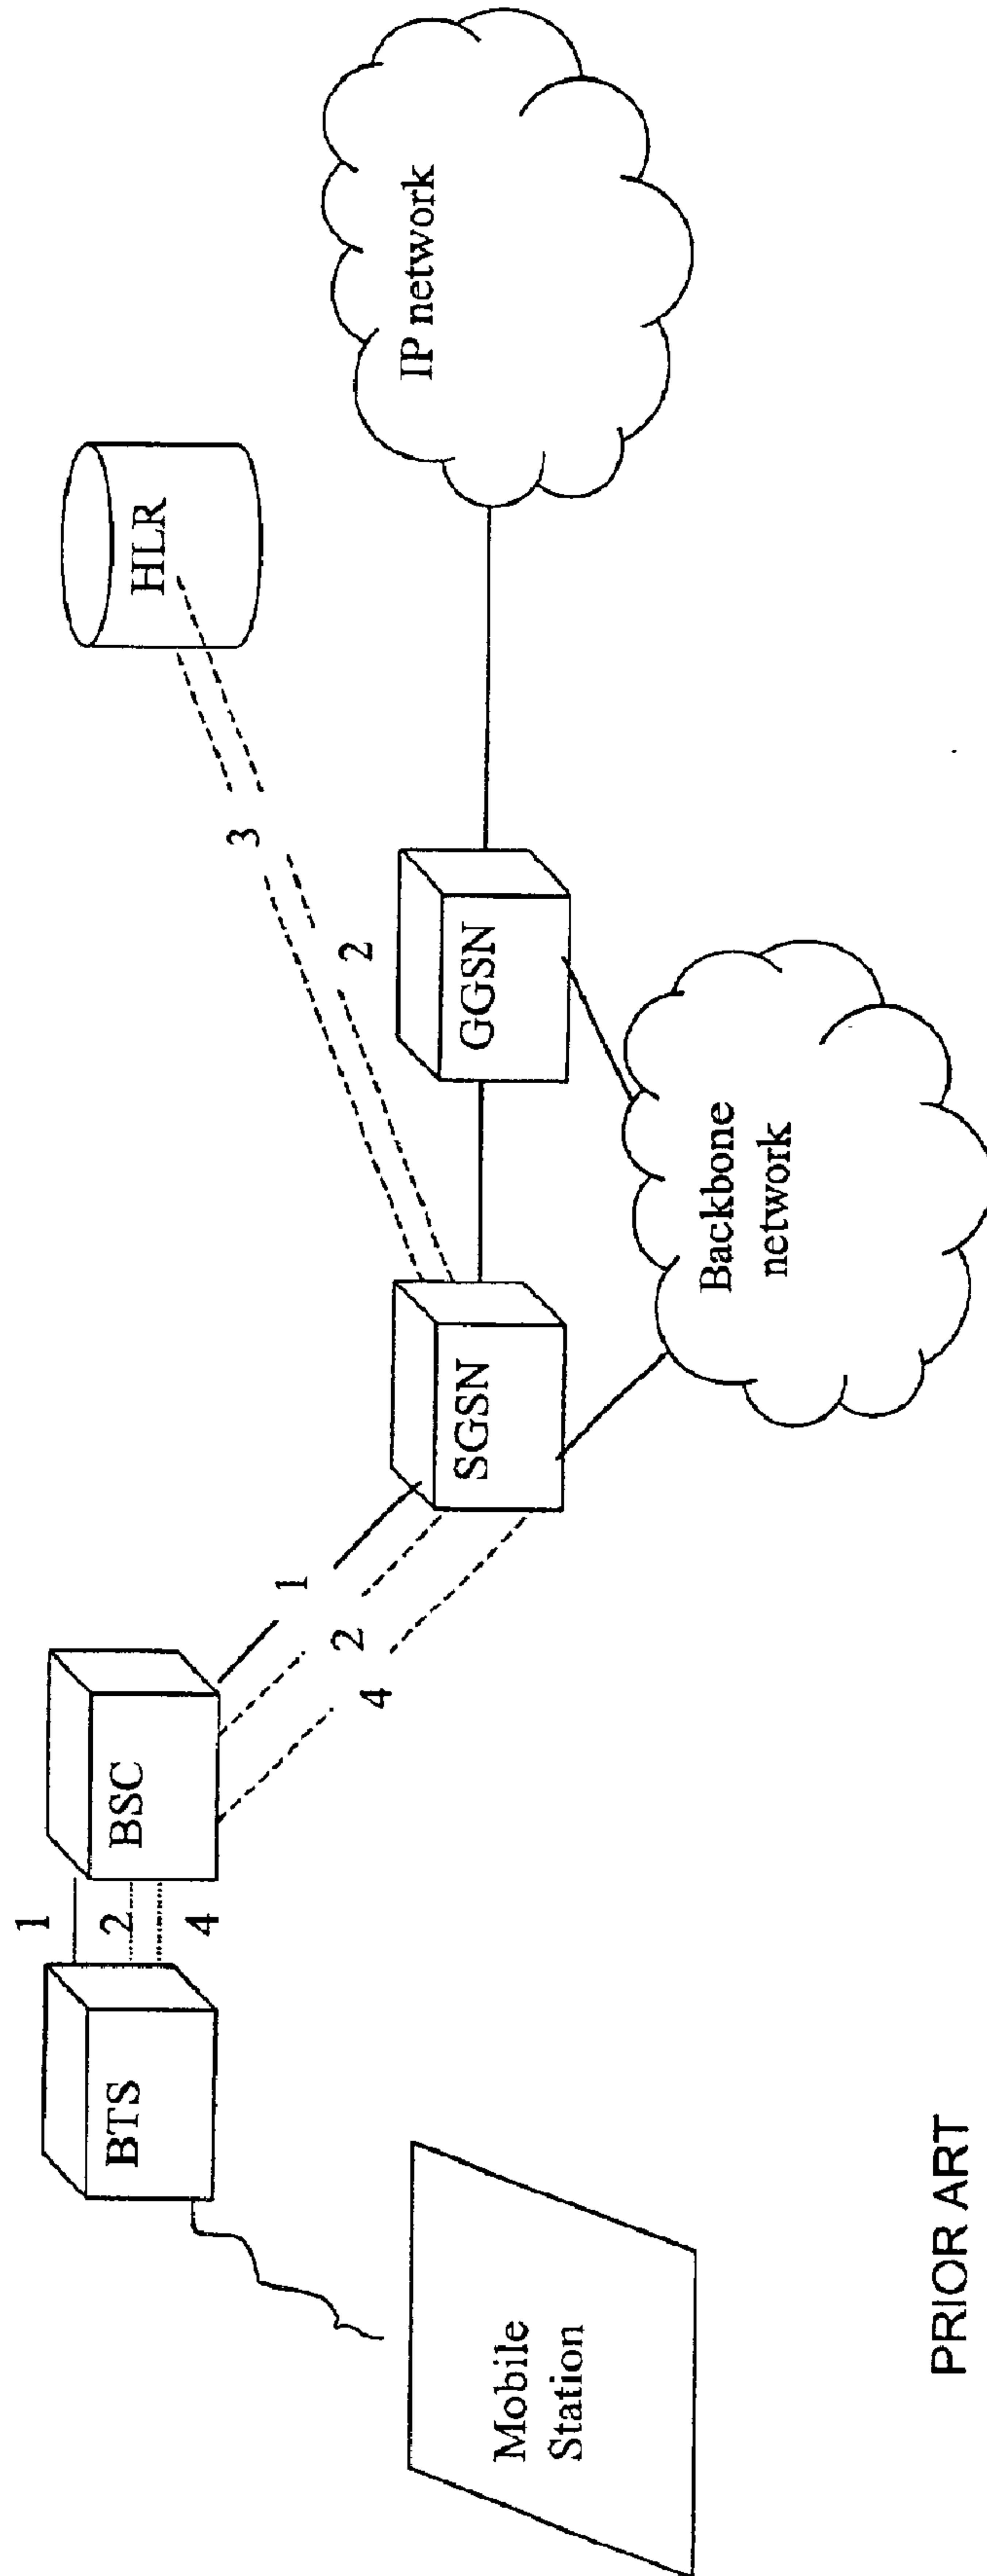 1
BTS
2
BSC
4
1
2
4
3
HLR
2
SGSN
GGSN
IP network
Mobile
Station
Backbone
network
PRIOR ART